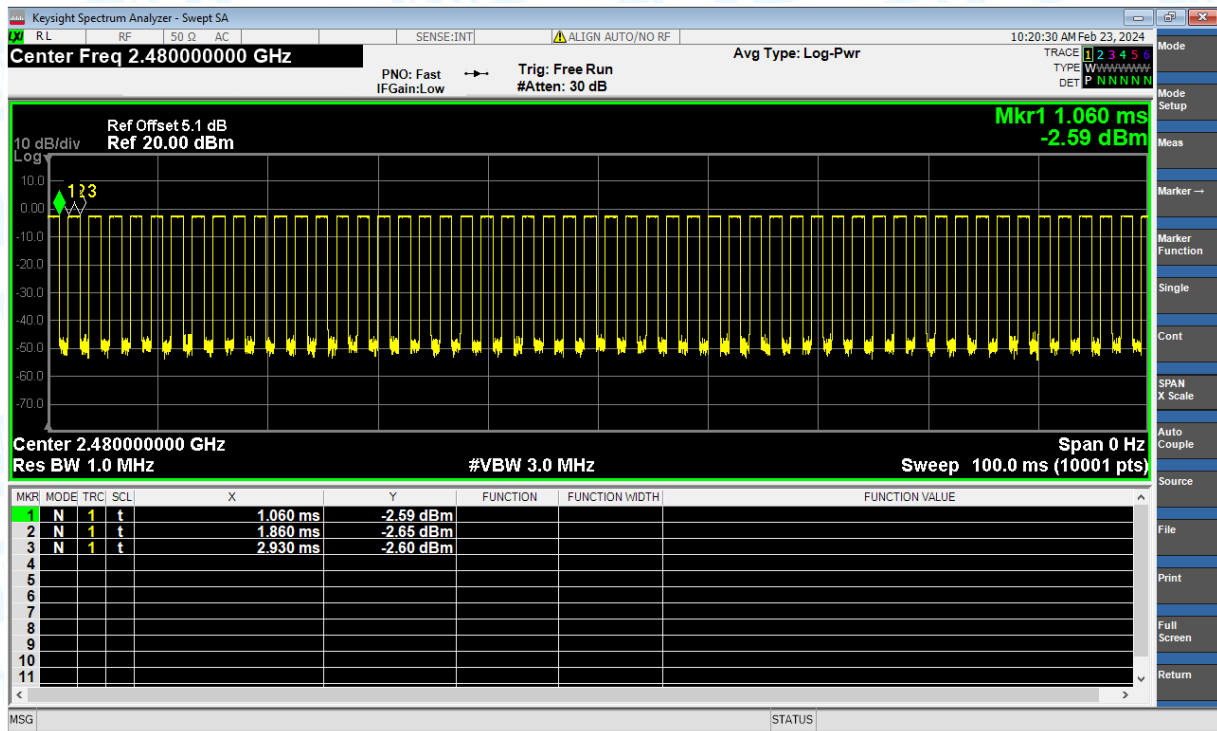 Keysight Spectrum Analyzer - Swept SA
LXI RL RF 50 Ω AC SENSE:INT ALIGN AUTO/NO RF 10:20:30 AM Feb 23, 2024
Center Freq 2.480000000 GHz
PNO: Fast
IFGain:Low
Trig: Free Run
#Atten: 30 dB
Avg Type: Log-Pwr
TRACE 1 2 3 4 5 6
TYPE WWWWWW
DET P N N N N N
Mkr1 1.060 ms
-2.59 dBm
Ref Offset 5.1 dB
10 dB/div Ref 20.00 dBm
Log
10.0
0.00
-10.0
-20.0
-30.0
-40.0
-50.0
-60.0
-70.0
1 2 3
Center 2.480000000 GHz Span 0 Hz
Res BW 1.0 MHz #VBW 3.0 MHz Sweep 100.0 ms (10001 pts)
MKR MODE TRC SCL X Y FUNCTION FUNCTION WIDTH FUNCTION VALUE
1 N 1 t 1.060 ms -2.59 dBm
2 N 1 t 1.860 ms -2.65 dBm
3 N 1 t 2.930 ms -2.60 dBm
4
5
6
7
8
9
10
11
MSG STATUS
Mode
Mode
Setup
Meas
Marker →
Marker
Function
Single
Cont
SPAN
X Scale
Auto
Couple
Source
File
Print
Full
Screen
Return